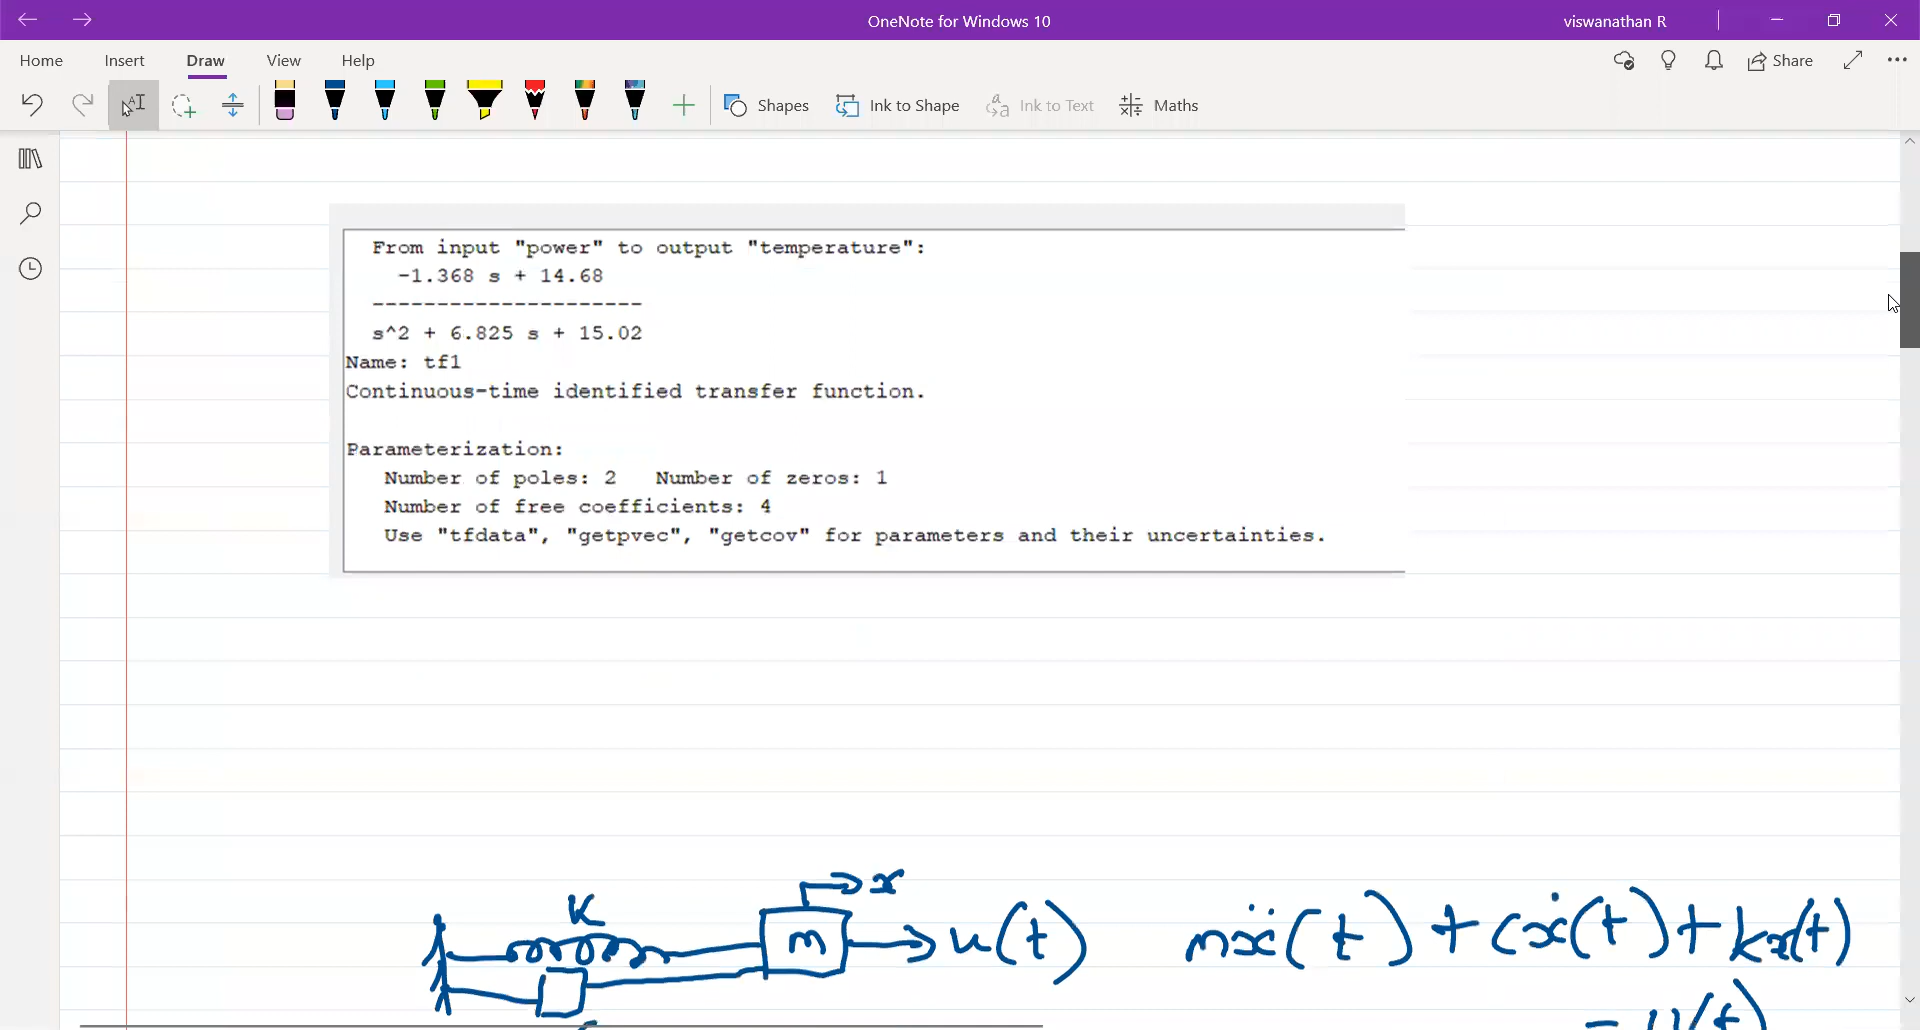 OneNote for Windows 10
viswanathan R
Home Insert Draw View Help
Share
Shapes Ink to Shape Ink to Text Maths
From input "power" to output "temperature":
-1.368 s + 14.68
---------------------
s^2 + 6.825 s + 15.02
Name: tf1
Continuous-time identified transfer function.
Parameterization:
Number of poles: 2 Number of zeros: 1
Number of free coefficients: 4
Use "tfdata", "getpvec", "getcov" for parameters and their uncertainties.
x
K
m u(t) mẍ(t) + cẋ(t) + kx(t)
= u(t)